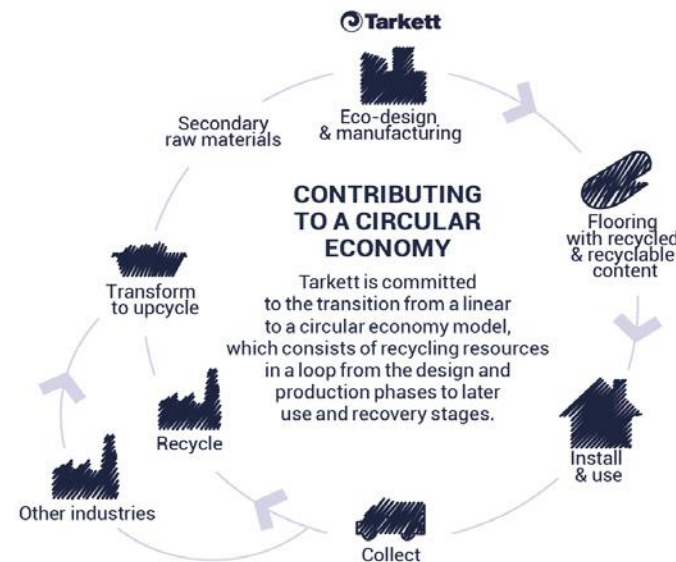 Tarkett
Eco-design
& manufacturing
Secondary
raw materials
Flooring
with recycled
& recyclable
content
CONTRIBUTING
TO A CIRCULAR
ECONOMY
Tarkett is committed
to the transition from a linear
to a circular economy model,
which consists of recycling resources
in a loop from the design and
production phases to later
use and recovery stages.
Transform
to upcycle
Recycle
Install
& use
Other industries
Collect